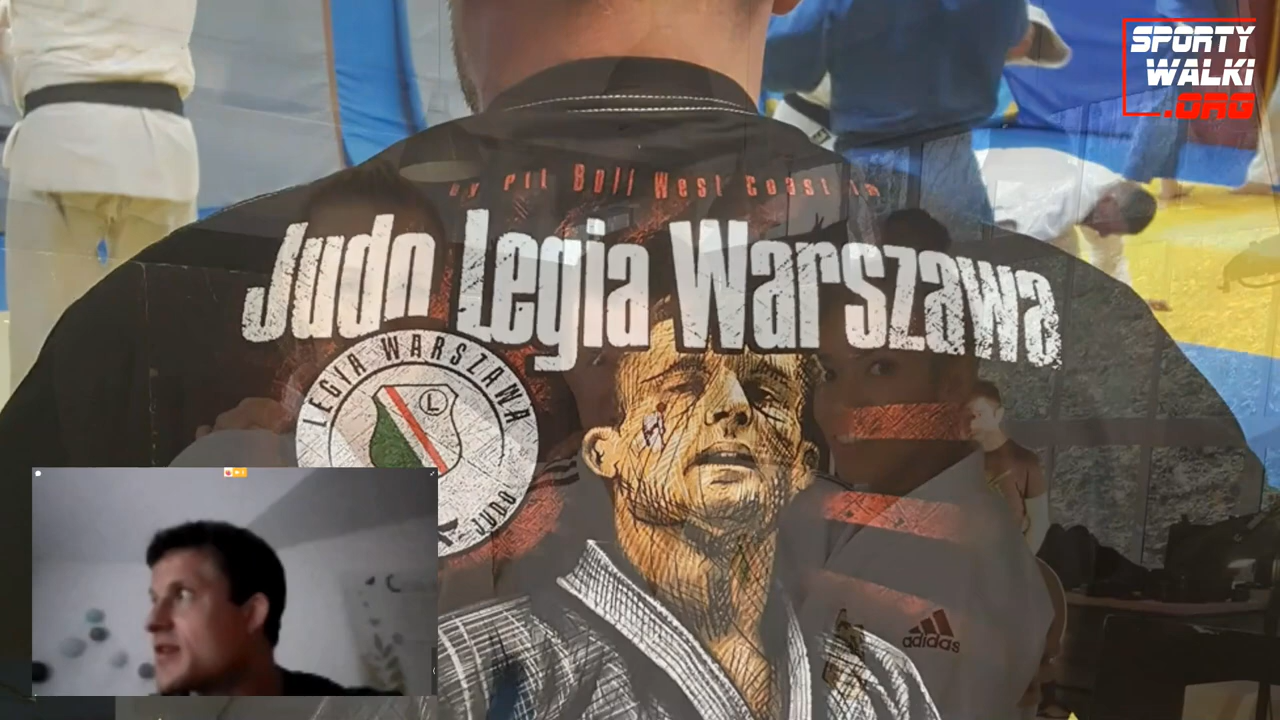 SPORTY
WALKI
.ORG
by Pit Bull West Coast
Judo Legia Warszawa
LEGIA WARSZAWA
L
JUDO
adidas